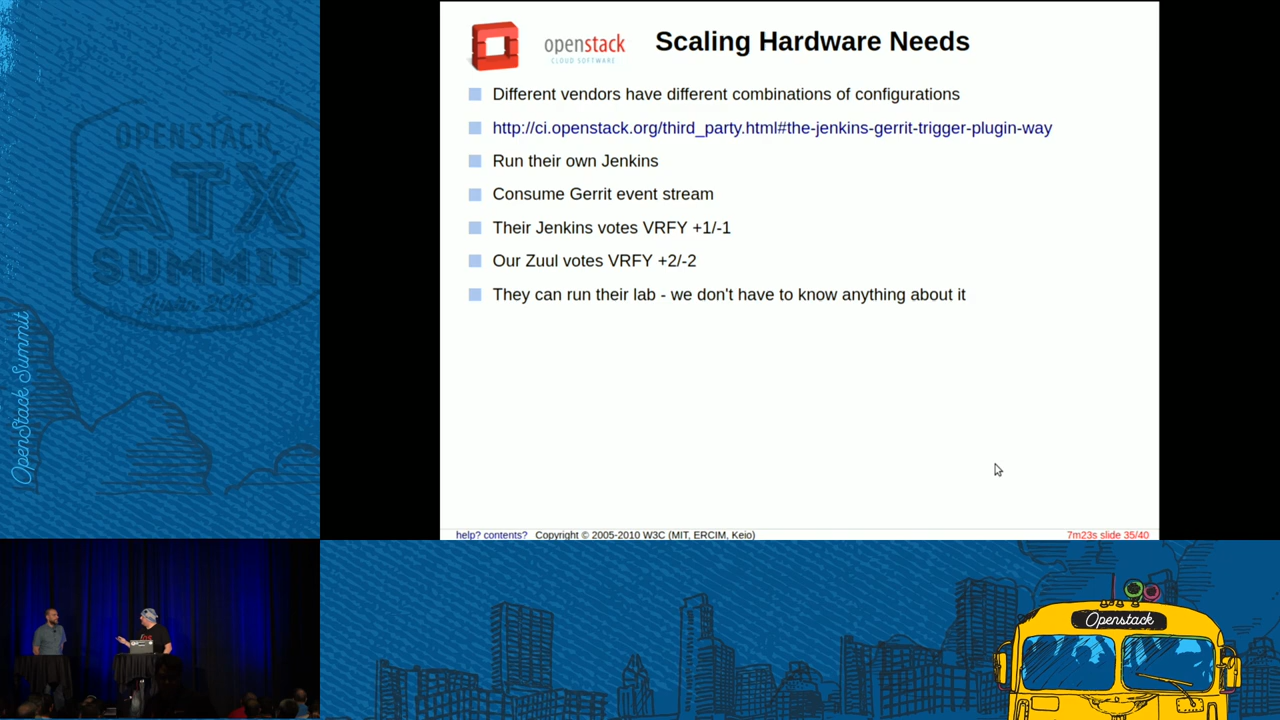 OPENSTACK
ATX
SUMMIT
OpenStack Summit
openstack
CLOUD SOFTWARE
Scaling Hardware Needs
Different vendors have different combinations of configurations
http://ci.openstack.org/third_party.html#the-jenkins-gerrit-trigger-plugin-way
Run their own Jenkins
Consume Gerrit event stream
Their Jenkins votes VRFY +1/-1
Our Zuul votes VRFY +2/-2
They can run their lab - we don't have to know anything about it
help? contents? Copyright © 2005-2010 W3C (MIT, ERCIM, Keio)
7m23s slide 35/40
Openstack